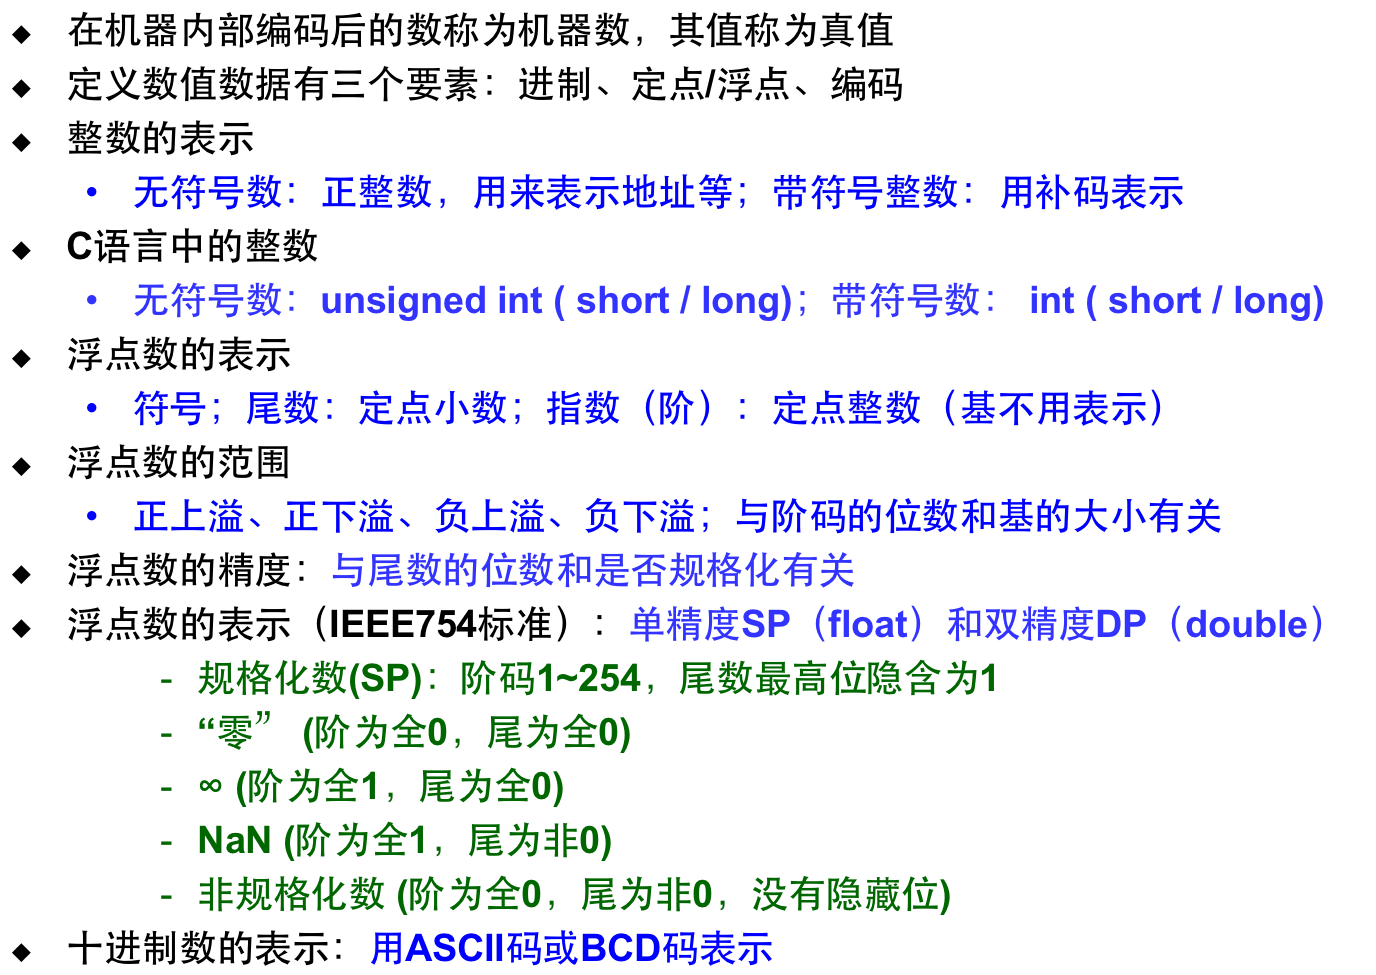 ◆ 在机器内部编码后的数称为机器数，其值称为真值
◆ 定义数值数据有三个要素：进制、定点/浮点、编码
◆ 整数的表示
• 无符号数：正整数，用来表示地址等；带符号整数：用补码表示
◆ C语言中的整数
• 无符号数：unsigned int ( short / long)；带符号数： int ( short / long)
◆ 浮点数的表示
• 符号；尾数：定点小数；指数（阶）：定点整数（基不用表示）
◆ 浮点数的范围
• 正上溢、正下溢、负上溢、负下溢；与阶码的位数和基的大小有关
◆ 浮点数的精度：与尾数的位数和是否规格化有关
◆ 浮点数的表示（IEEE754标准）：单精度SP（float）和双精度DP（double）
- 规格化数(SP)：阶码1~254，尾数最高位隐含为1
- “零” (阶为全0，尾为全0)
- ∞ (阶为全1，尾为全0)
- NaN (阶为全1，尾为非0)
- 非规格化数 (阶为全0，尾为非0，没有隐藏位)
◆ 十进制数的表示：用ASCII码或BCD码表示